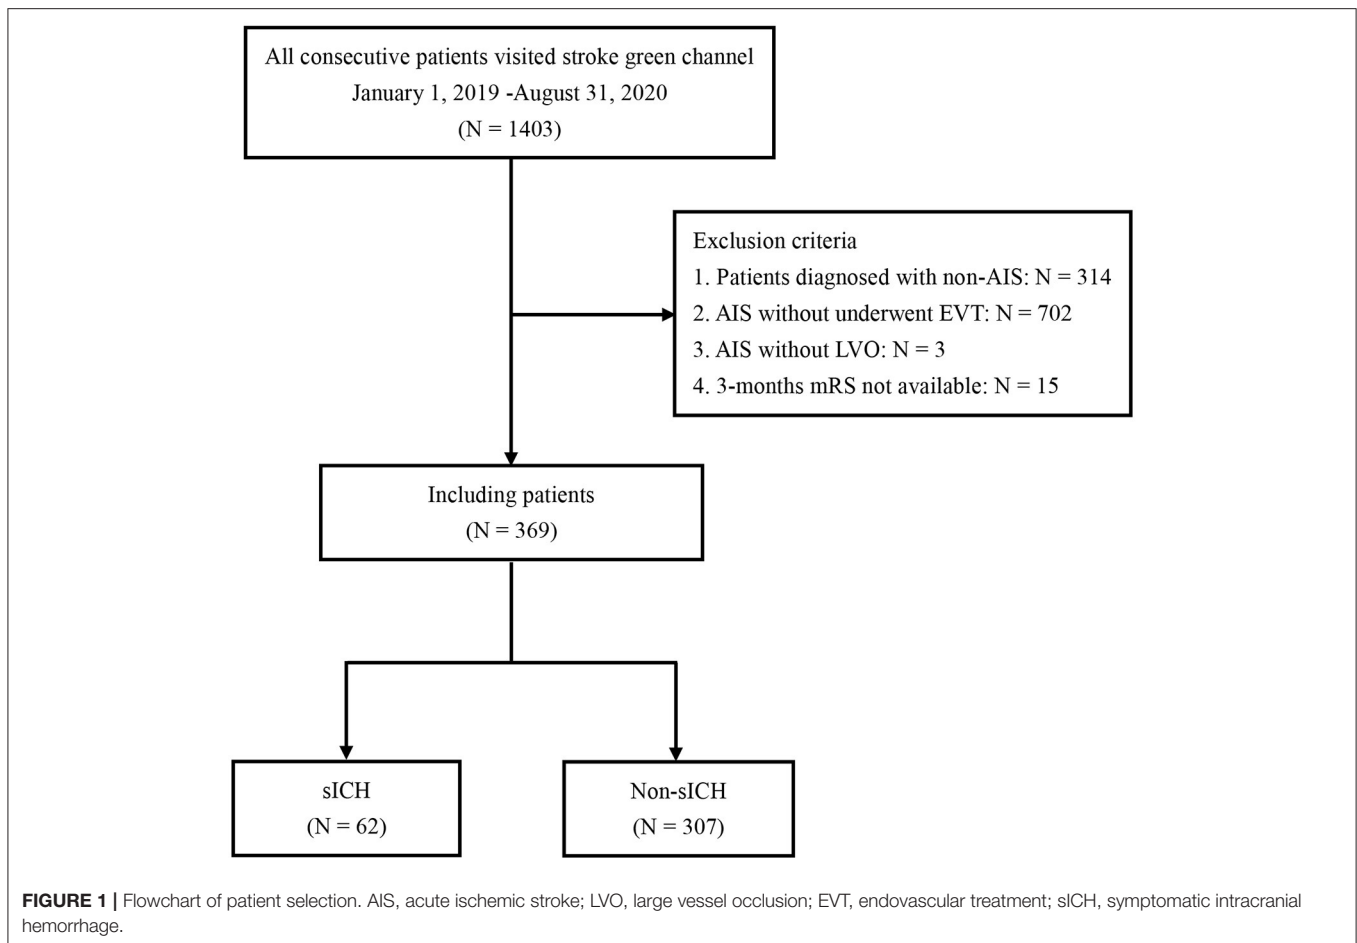 All consecutive patients visited stroke green channel
January 1, 2019 -August 31, 2020
(N = 1403)
Exclusion criteria
1. Patients diagnosed with non-AIS: N = 314
2. AIS without underwent EVT: N = 702
3. AIS without LVO: N = 3
4. 3-months mRS not available: N = 15
Including patients
(N = 369)
sICH
(N = 62)
Non-sICH
(N = 307)
FIGURE 1 | Flowchart of patient selection. AIS, acute ischemic stroke; LVO, large vessel occlusion; EVT, endovascular treatment; sICH, symptomatic intracranial
hemorrhage.